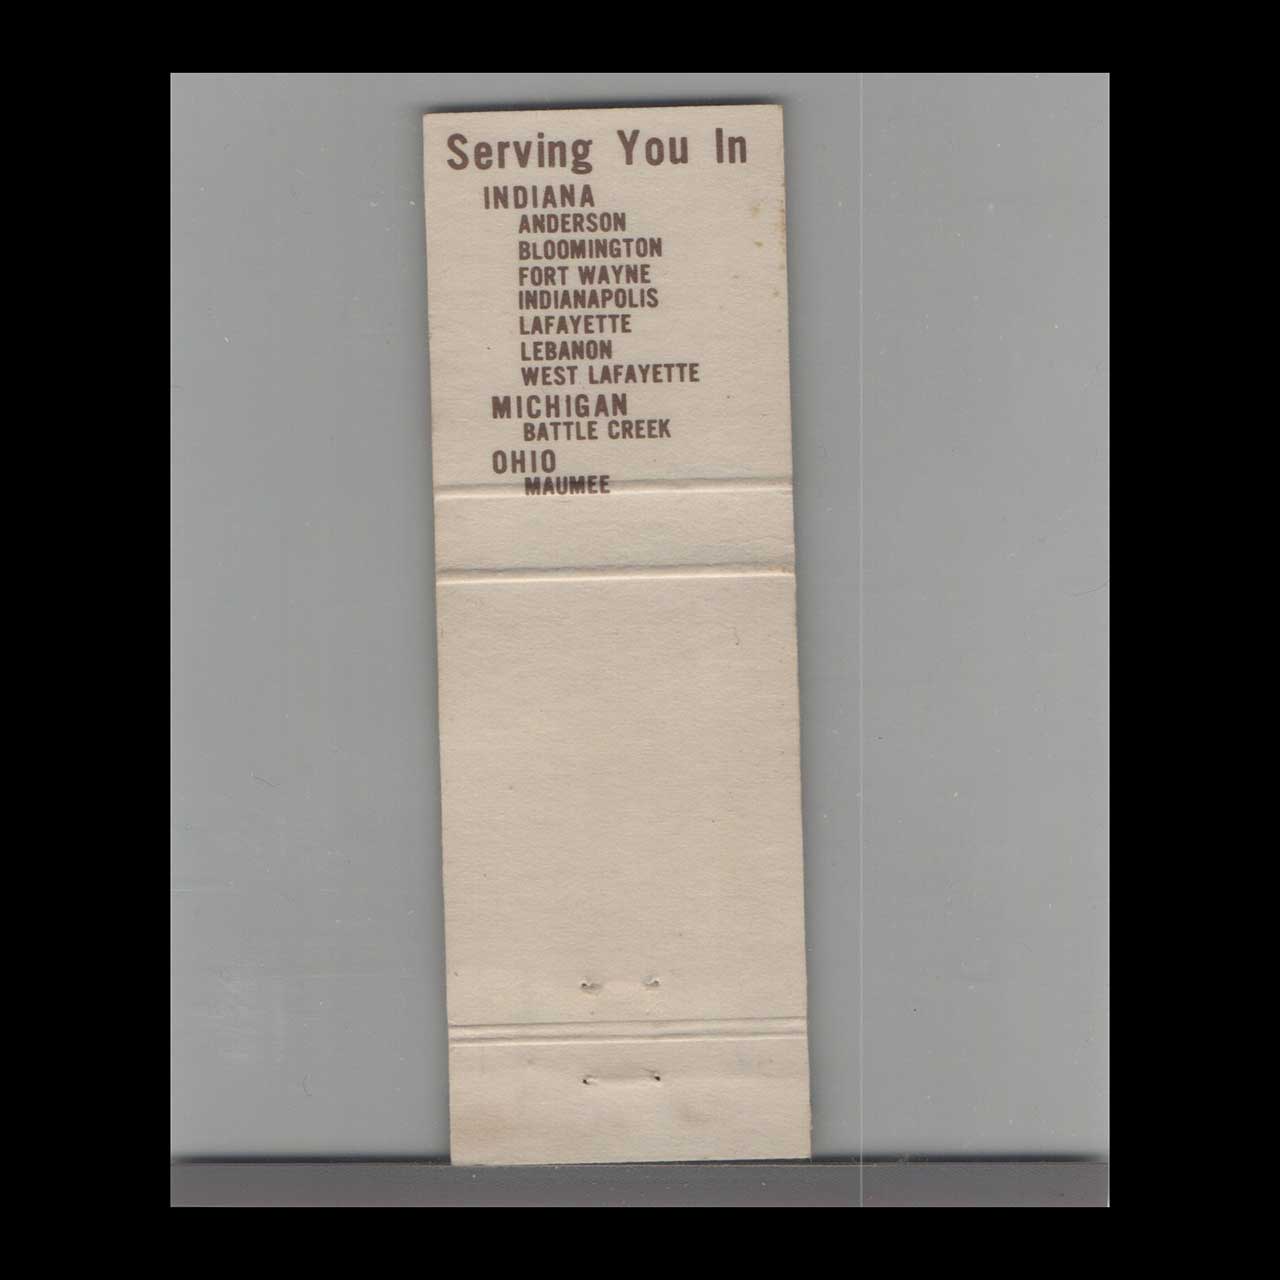 Serving You In
INDIANA
ANDERSON
BLOOMINGTON
FORT WAYNE
INDIANAPOLIS
LAFAYETTE
LEBANON
WEST LAFAYETTE
MICHIGAN
BATTLE CREEK
OHIO
MAUMEE